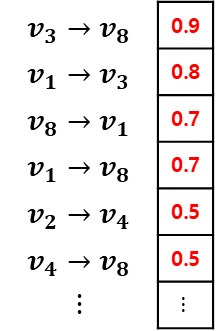 v₃ → v₈ 0.9
v₁ → v₃ 0.8
v₈ → v₁ 0.7
v₁ → v₈ 0.7
v₂ → v₄ 0.5
v₄ → v₈ 0.5
⋮ ⋮